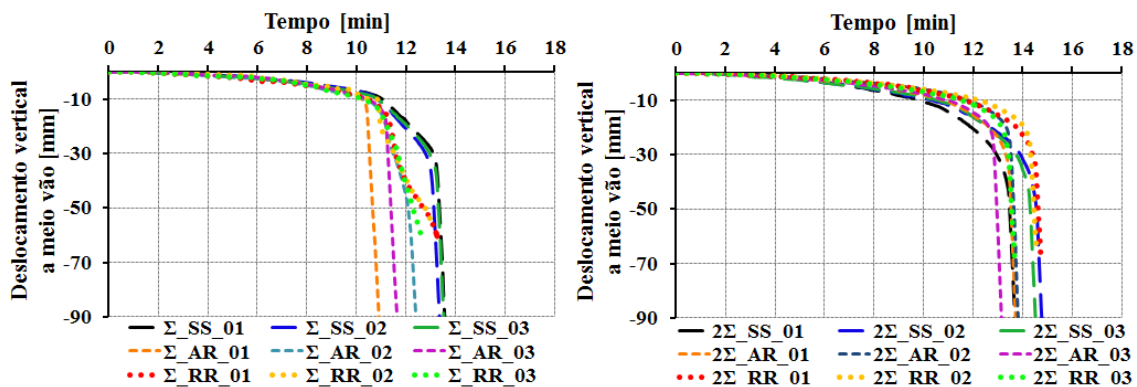 Tempo [min]
0 2 4 6 8 10 12 14 16 18
-10
-30
-50
-70
-90
Deslocamento vertical
a meio vão [mm]
Σ_SS_01 Σ_SS_02 Σ_SS_03
Σ_AR_01 Σ_AR_02 Σ_AR_03
Σ_RR_01 Σ_RR_02 Σ_RR_03
Tempo [min]
0 2 4 6 8 10 12 14 16 18
-10
-30
-50
-70
-90
Deslocamento vertical
a meio vão [mm]
2Σ_SS_01 2Σ_SS_02 2Σ_SS_03
2Σ_AR_01 2Σ_AR_02 2Σ_AR_03
2Σ_RR_01 2Σ_RR_02 2Σ_RR_03